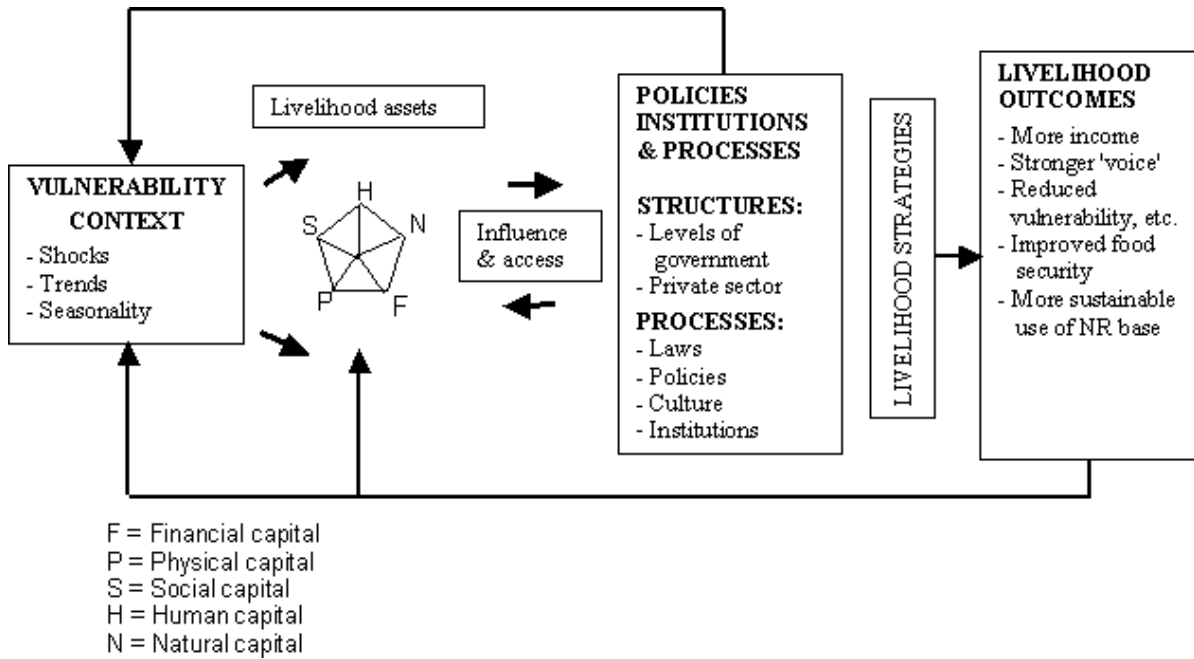 Livelihood assets
VULNERABILITY
CONTEXT
- Shocks
- Trends
- Seasonality
H
S
N
P
F
Influence
& access
POLICIES
INSTITUTIONS
& PROCESSES
STRUCTURES:
- Levels of
government
- Private sector
PROCESSES:
- Laws
- Policies
- Culture
- Institutions
LIVELIHOOD STRATEGIES
LIVELIHOOD
OUTCOMES
- More income
- Stronger 'voice'
- Reduced
vulnerability, etc.
- Improved food
security
- More sustainable
use of NR base
F = Financial capital
P = Physical capital
S = Social capital
H = Human capital
N = Natural capital